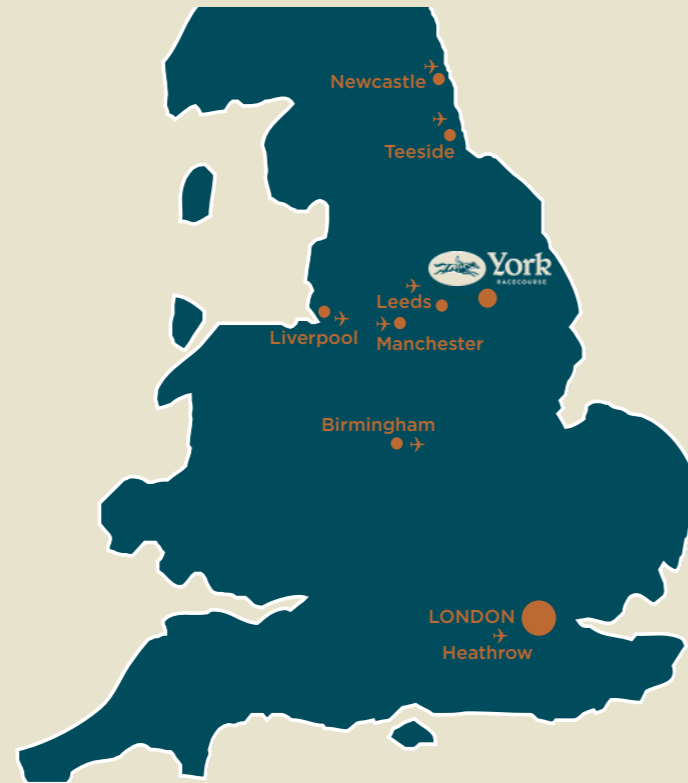 Newcastle
Teeside
York
RACECOURSE
Leeds
Liverpool
Manchester
Birmingham
LONDON
Heathrow